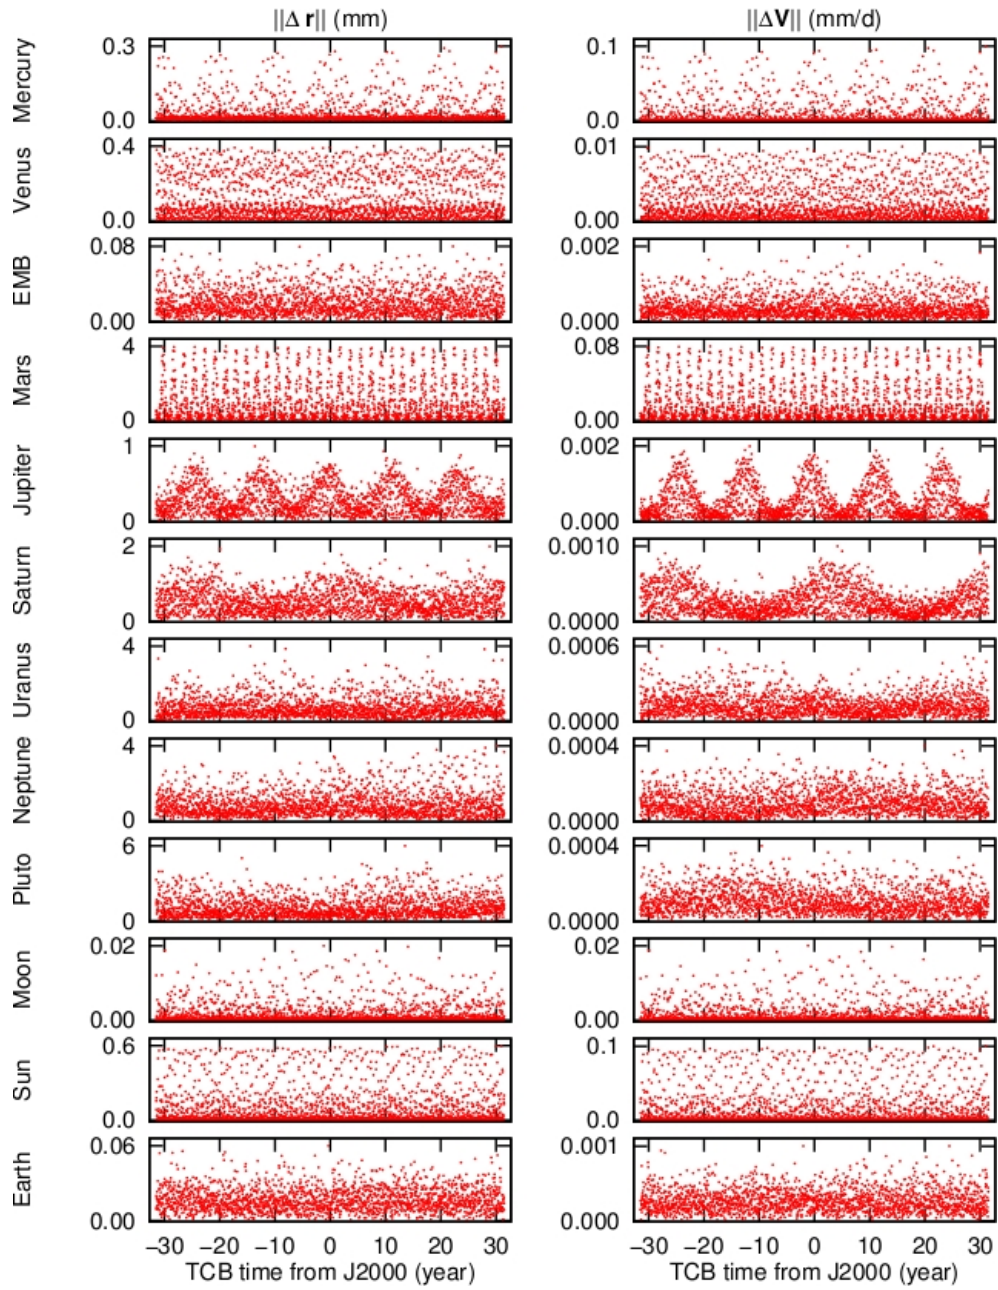 ||Δ r|| (mm) ||ΔV|| (mm/d)
Mercury 0.3 0.0 0.1 0.0
Venus 0.4 0.0 0.01 0.00
EMB 0.08 0.00 0.002 0.000
Mars 4 0 0.08 0.00
Jupiter 1 0 0.002 0.000
Saturn 2 0 0.0010 0.0000
Uranus 4 0 0.0006 0.0000
Neptune 4 0 0.0004 0.0000
Pluto 6 0 0.0004 0.0000
Moon 0.02 0.00 0.02 0.00
Sun 0.6 0.0 0.1 0.0
Earth 0.06 0.00 0.001 0.000
−30 −20 −10 0 10 20 30 −30 −20 −10 0 10 20 30
TCB time from J2000 (year) TCB time from J2000 (year)